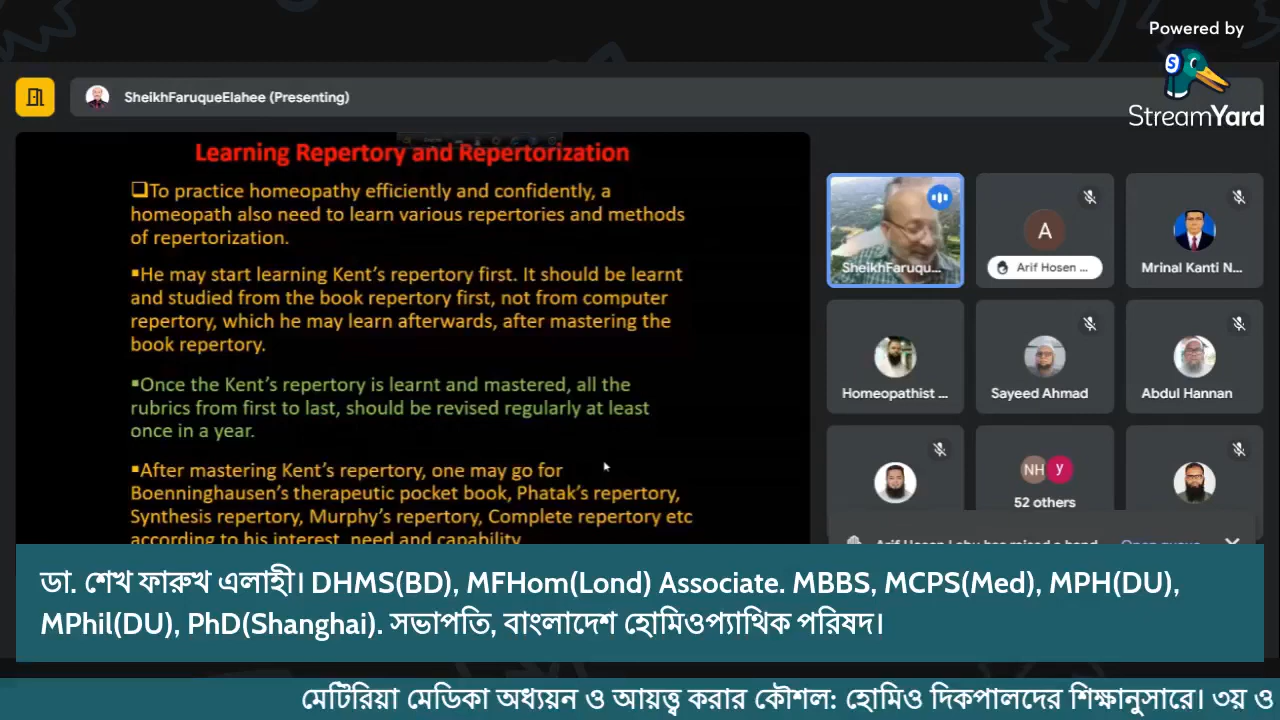 Powered by
StreamYard
SheikhFaruqueElahee (Presenting)
Learning Repertory and Repertorization
❑To practice homeopathy efficiently and confidently, a
homeopath also need to learn various repertories and methods
of repertorization.
▪He may start learning Kent's repertory first. It should be learnt
and studied from the book repertory first, not from computer
repertory, which he may learn afterwards, after mastering the
book repertory.
▪Once the Kent's repertory is learnt and mastered, all the
rubrics from first to last, should be revised regularly at least
once in a year.
▪After mastering Kent's repertory, one may go for
Boenninghausen's therapeutic pocket book, Phatak's repertory,
Synthesis repertory, Murphy's repertory, Complete repertory etc
according to his interest, need and capability
SheikhFaruqu...
A
Arif Hosen ...
Mrinal Kanti N...
Homeopathist ...
Sayeed Ahmad
Abdul Hannan
NH y
52 others
ডা. শেখ ফারুখ এলাহী। DHMS(BD), MFHom(Lond) Associate. MBBS, MCPS(Med), MPH(DU),
MPhil(DU), PhD(Shanghai). সভাপতি, বাংলাদেশ হোমিওপ্যাথিক পরিষদ।
মেটিরিয়া মেডিকা অধ্যয়ন ও আয়ত্ত্ব করার কৌশল: হোমিও দিকপালদের শিক্ষানুসারে। ৩য় ও